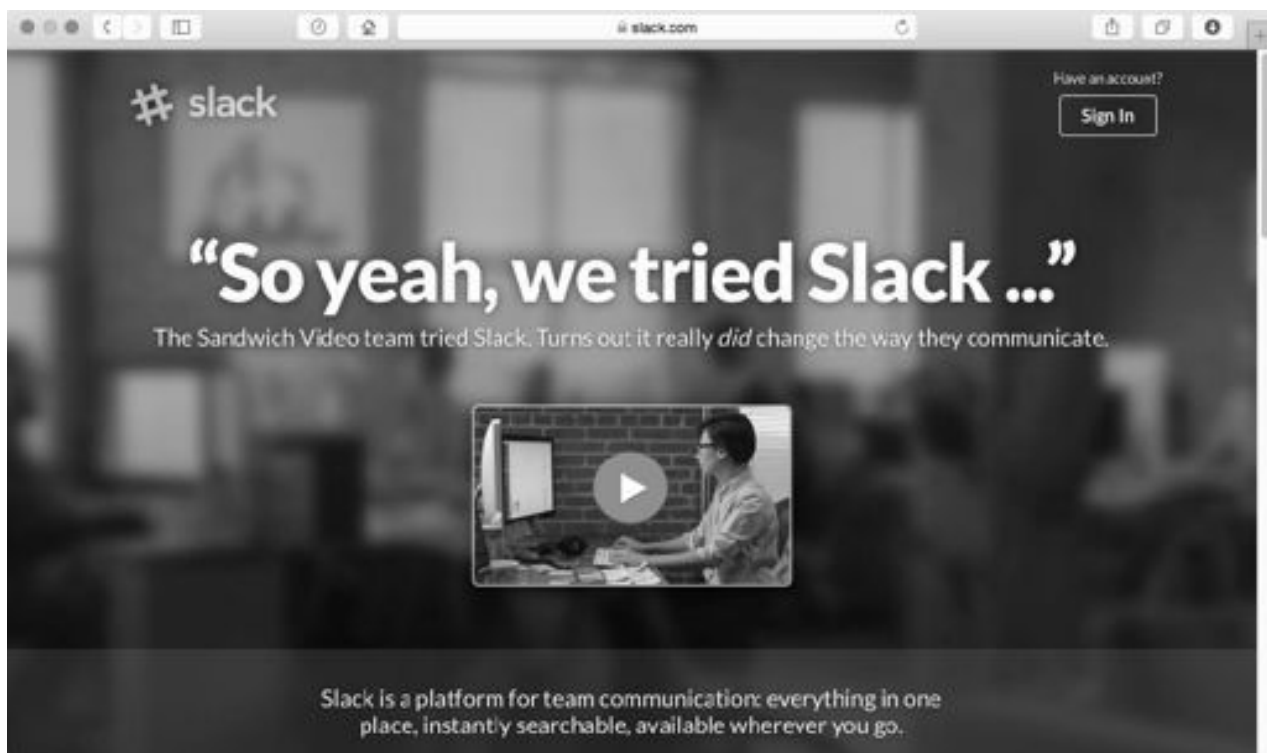 slack.com
slack
Have an account?
Sign In
“So yeah, we tried Slack ...”
The Sandwich Video team tried Slack. Turns out it really did change the way they communicate.
Slack is a platform for team communication: everything in one
place, instantly searchable, available wherever you go.